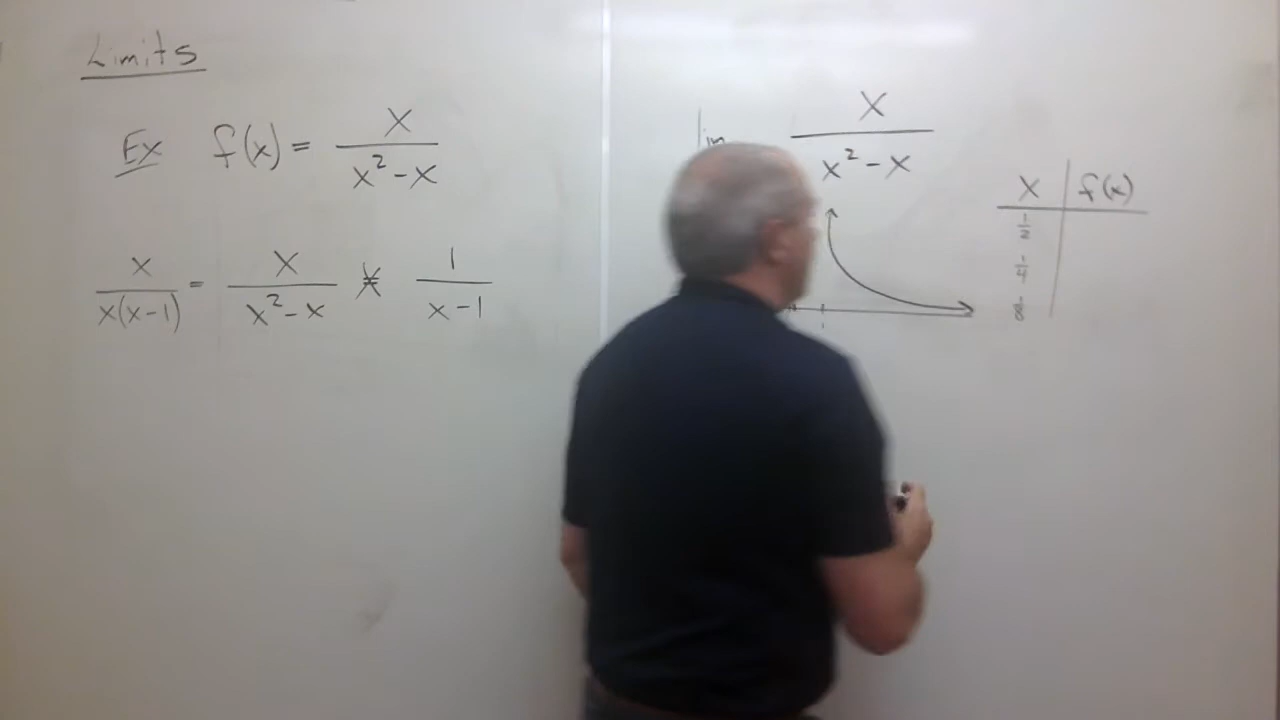 Limits
Ex f(x) = x / x² - x
x / x(x-1) = x / x² - x ≠ 1 / x-1
lim x / x² - x
x | f(x)
1/2
1/4
1/8